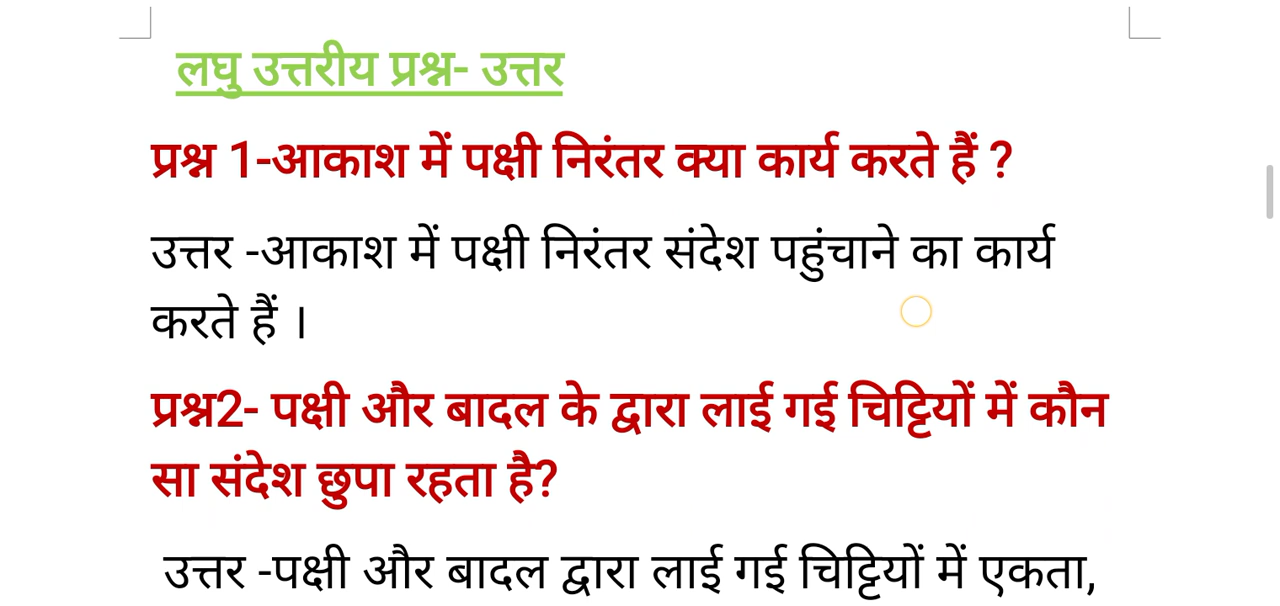 लघु उत्तरीय प्रश्न- उत्तर
प्रश्न 1-आकाश में पक्षी निरंतर क्या कार्य करते हैं ?
उत्तर -आकाश में पक्षी निरंतर संदेश पहुंचाने का कार्य
करते हैं ।
प्रश्न2- पक्षी और बादल के द्वारा लाई गई चिट्टियों में कौन
सा संदेश छुपा रहता है?
उत्तर -पक्षी और बादल द्वारा लाई गई चिट्टियों में एकता,